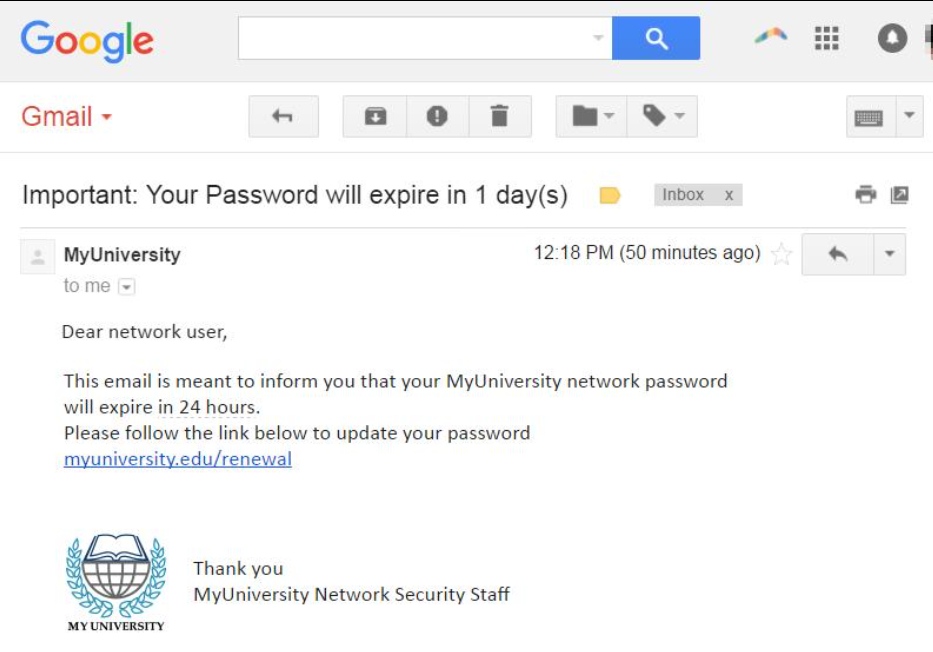 Google
Gmail
Important: Your Password will expire in 1 day(s) Inbox x
MyUniversity 12:18 PM (50 minutes ago)
to me
Dear network user,
This email is meant to inform you that your MyUniversity network password
will expire in 24 hours.
Please follow the link below to update your password
myuniversity.edu/renewal
Thank you
MyUniversity Network Security Staff
MY UNIVERSITY